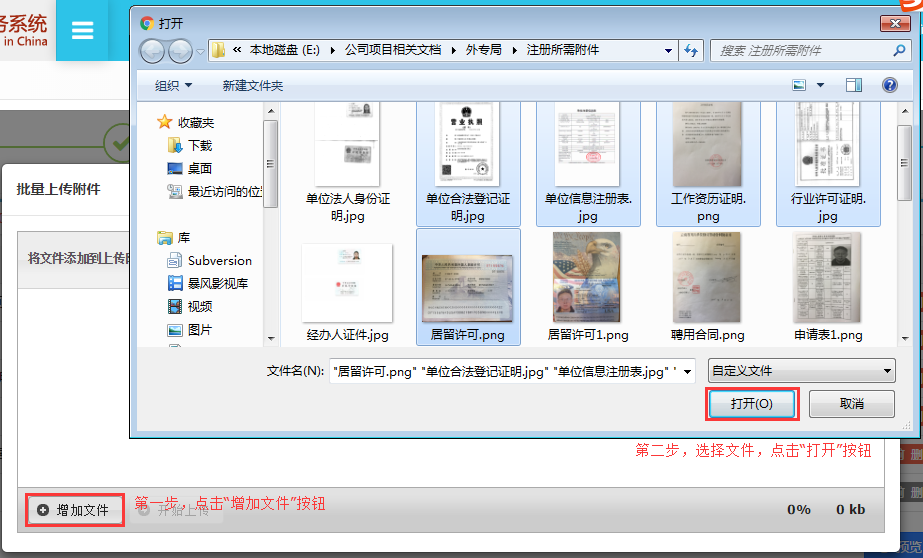 务系统
in China
打开
« 本地磁盘 (E:) 公司项目相关文档 外专局 注册所需附件
搜索 注册所需附件
组织 新建文件夹
收藏夹
下载
桌面
最近访问的位
库
Subversion
暴风影视库
视频
图片
单位法人身份证明.jpg
营业执照
单位合法登记证明.jpg
单位信息注册表.jpg
工作资历证明.png
行业许可证明.jpg
经办人证件.jpg
居留许可.png
居留许可1.png
聘用合同.png
申请表1.png
文件名(N): "居留许可.png" "单位合法登记证明.jpg" "单位信息注册表.jpg" "
自定义文件
打开(O)
取消
批量上传附件
将文件添加到上传
第二步，选择文件，点击“打开”按钮
增加文件
第一步，点击“增加文件”按钮
开始上传
0% 0 kb
删
删
预览